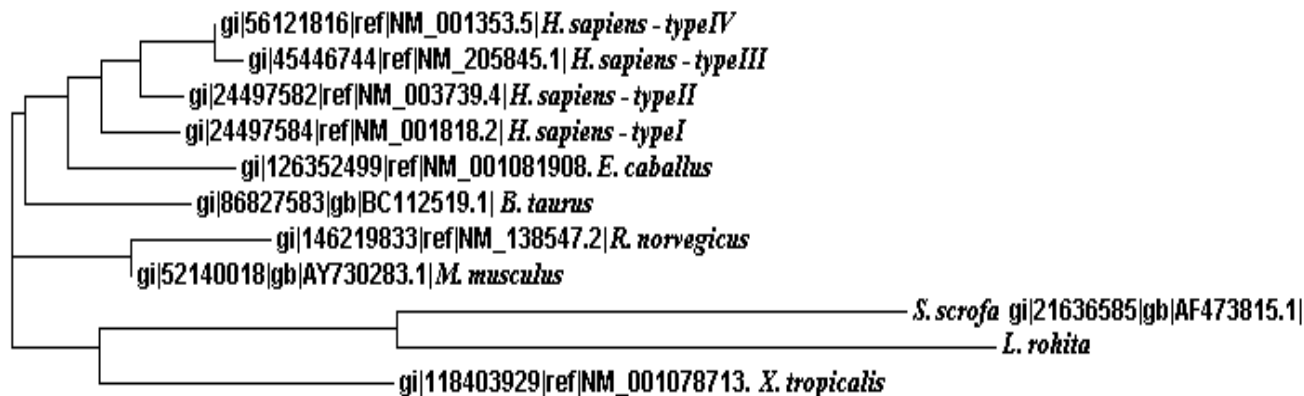 gi|56121816|ref|NM_001353.5| H. sapiens - typeIV
gi|45446744|ref|NM_205845.1| H. sapiens - typeIII
gi|24497582|ref|NM_003739.4| H. sapiens - typeII
gi|24497584|ref|NM_001818.2| H. sapiens - typeI
gi|126352499|ref|NM_001081908. E. caballus
gi|86827583|gb|BC112519.1| B. taurus
gi|146219833|ref|NM_138547.2| R. norvegicus
gi|52140018|gb|AY730283.1| M. musculus
S. scrofa gi|21636585|gb|AF473815.1|
L. rohita
gi|118403929|ref|NM_001078713. X. tropicalis